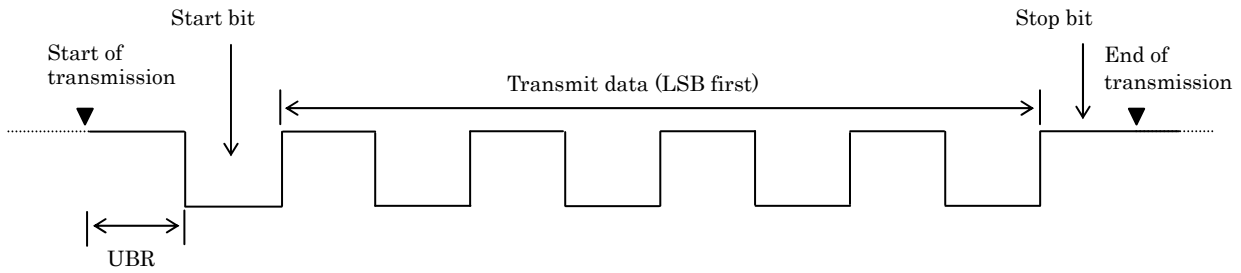 Start bit
Stop bit
Start of
transmission
End of
transmission
Transmit data (LSB first)
UBR